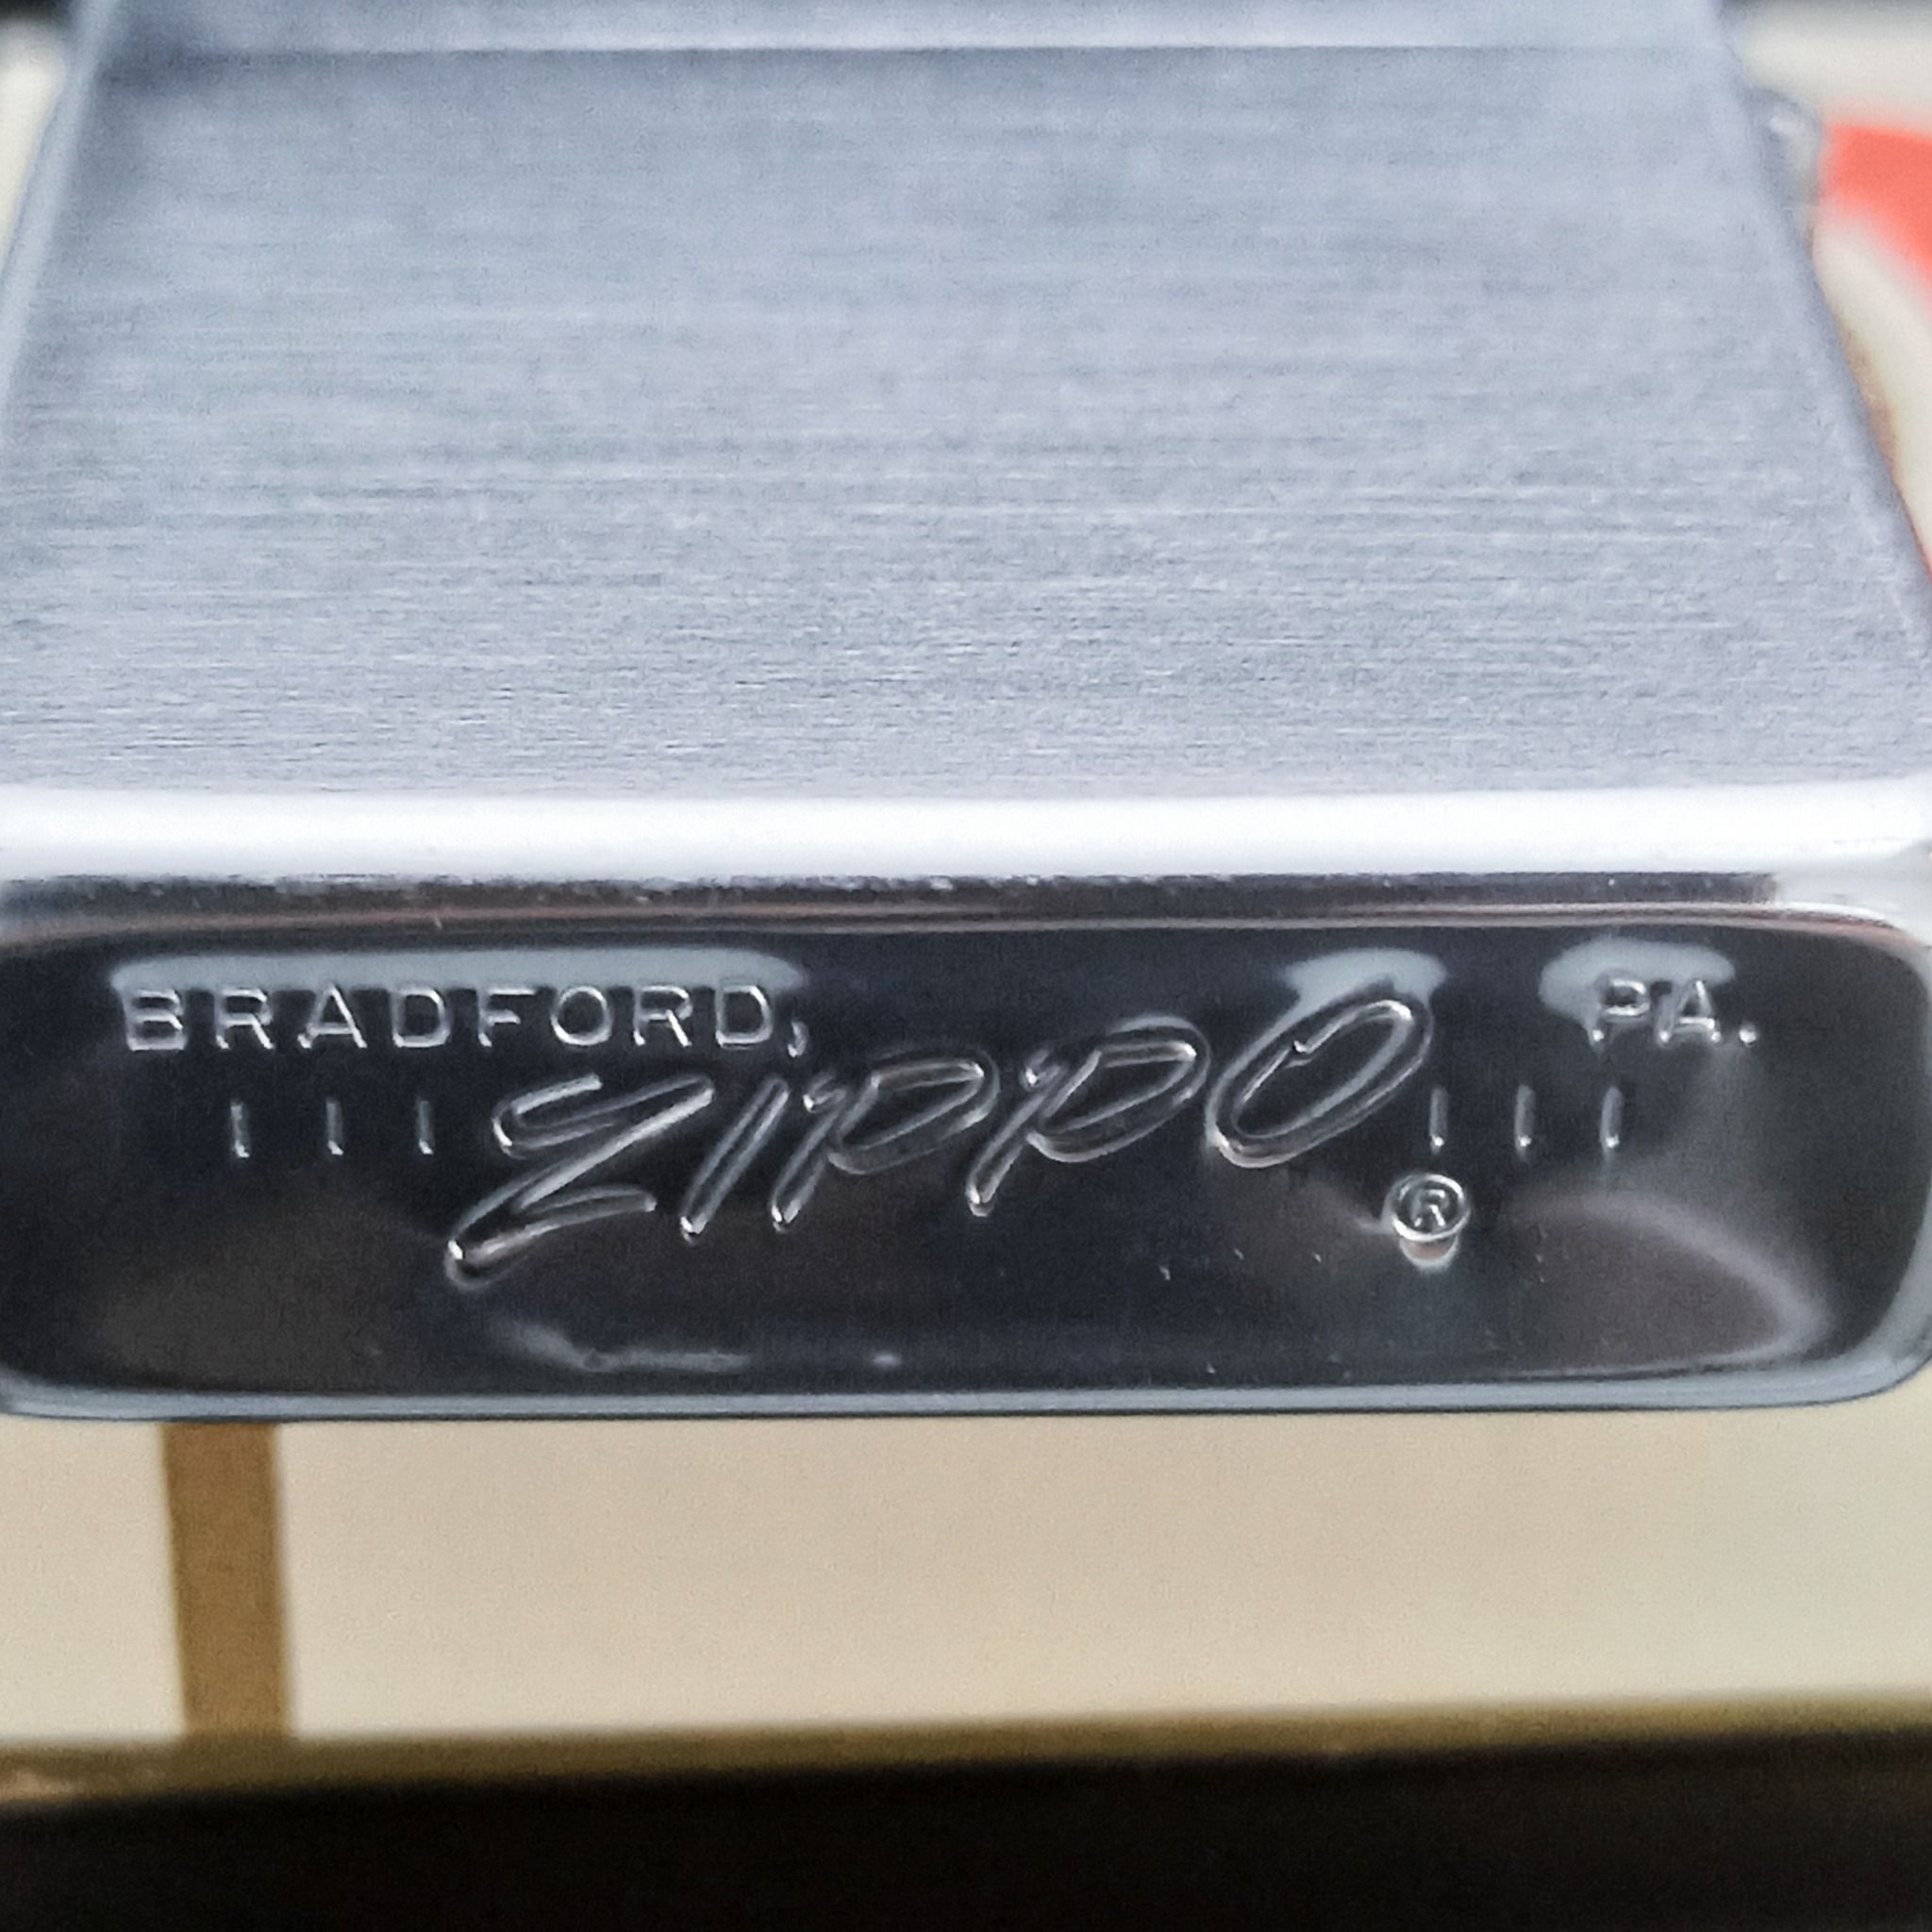 BRADFORD, PA.
||| ZIPPO |||
®